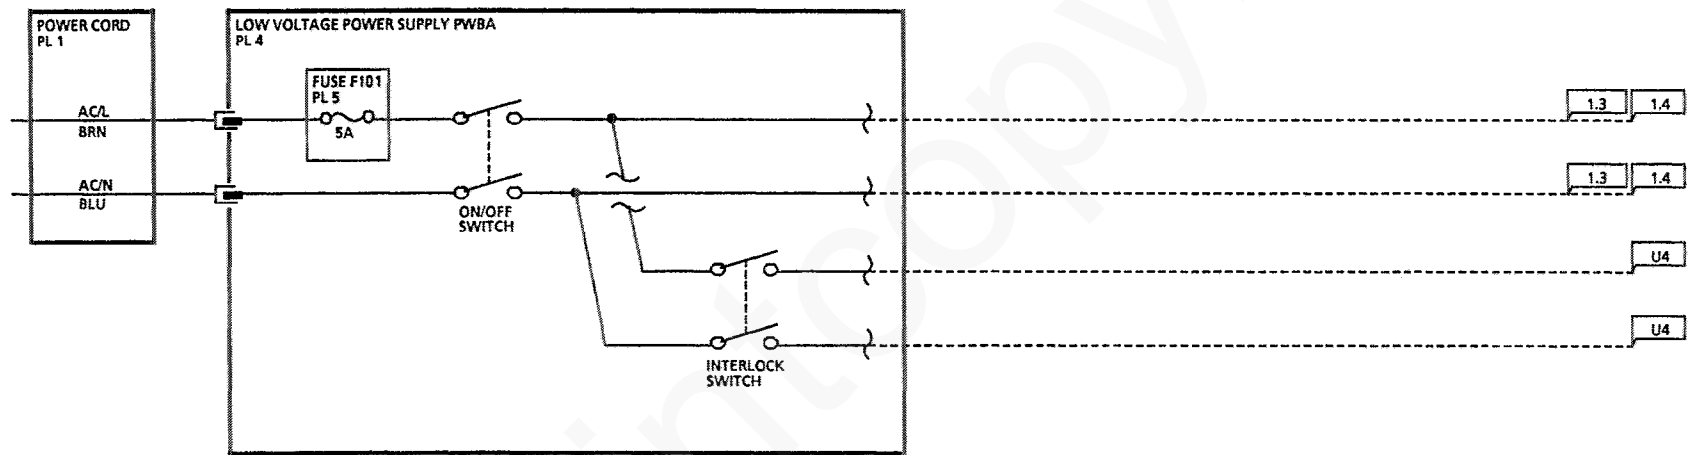 POWER CORD
PL 1
LOW VOLTAGE POWER SUPPLY PWBA
PL 4
FUSE F101
PL 5
5A
AC/L
BRN
1.3
1.4
AC/N
BLU
1.3
1.4
ON/OFF
SWITCH
U4
U4
INTERLOCK
SWITCH
intcopy